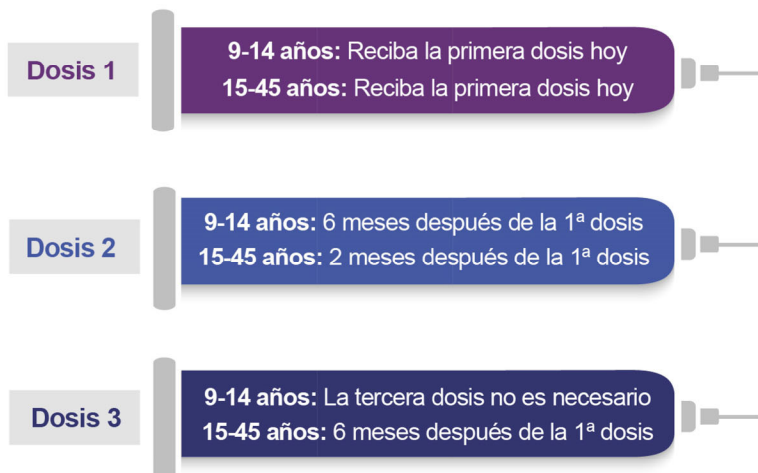 Dosis 1
9-14 años: Reciba la primera dosis hoy
15-45 años: Reciba la primera dosis hoy
Dosis 2
9-14 años: 6 meses después de la 1ª dosis
15-45 años: 2 meses después de la 1ª dosis
Dosis 3
9-14 años: La tercera dosis no es necesario
15-45 años: 6 meses después de la 1ª dosis